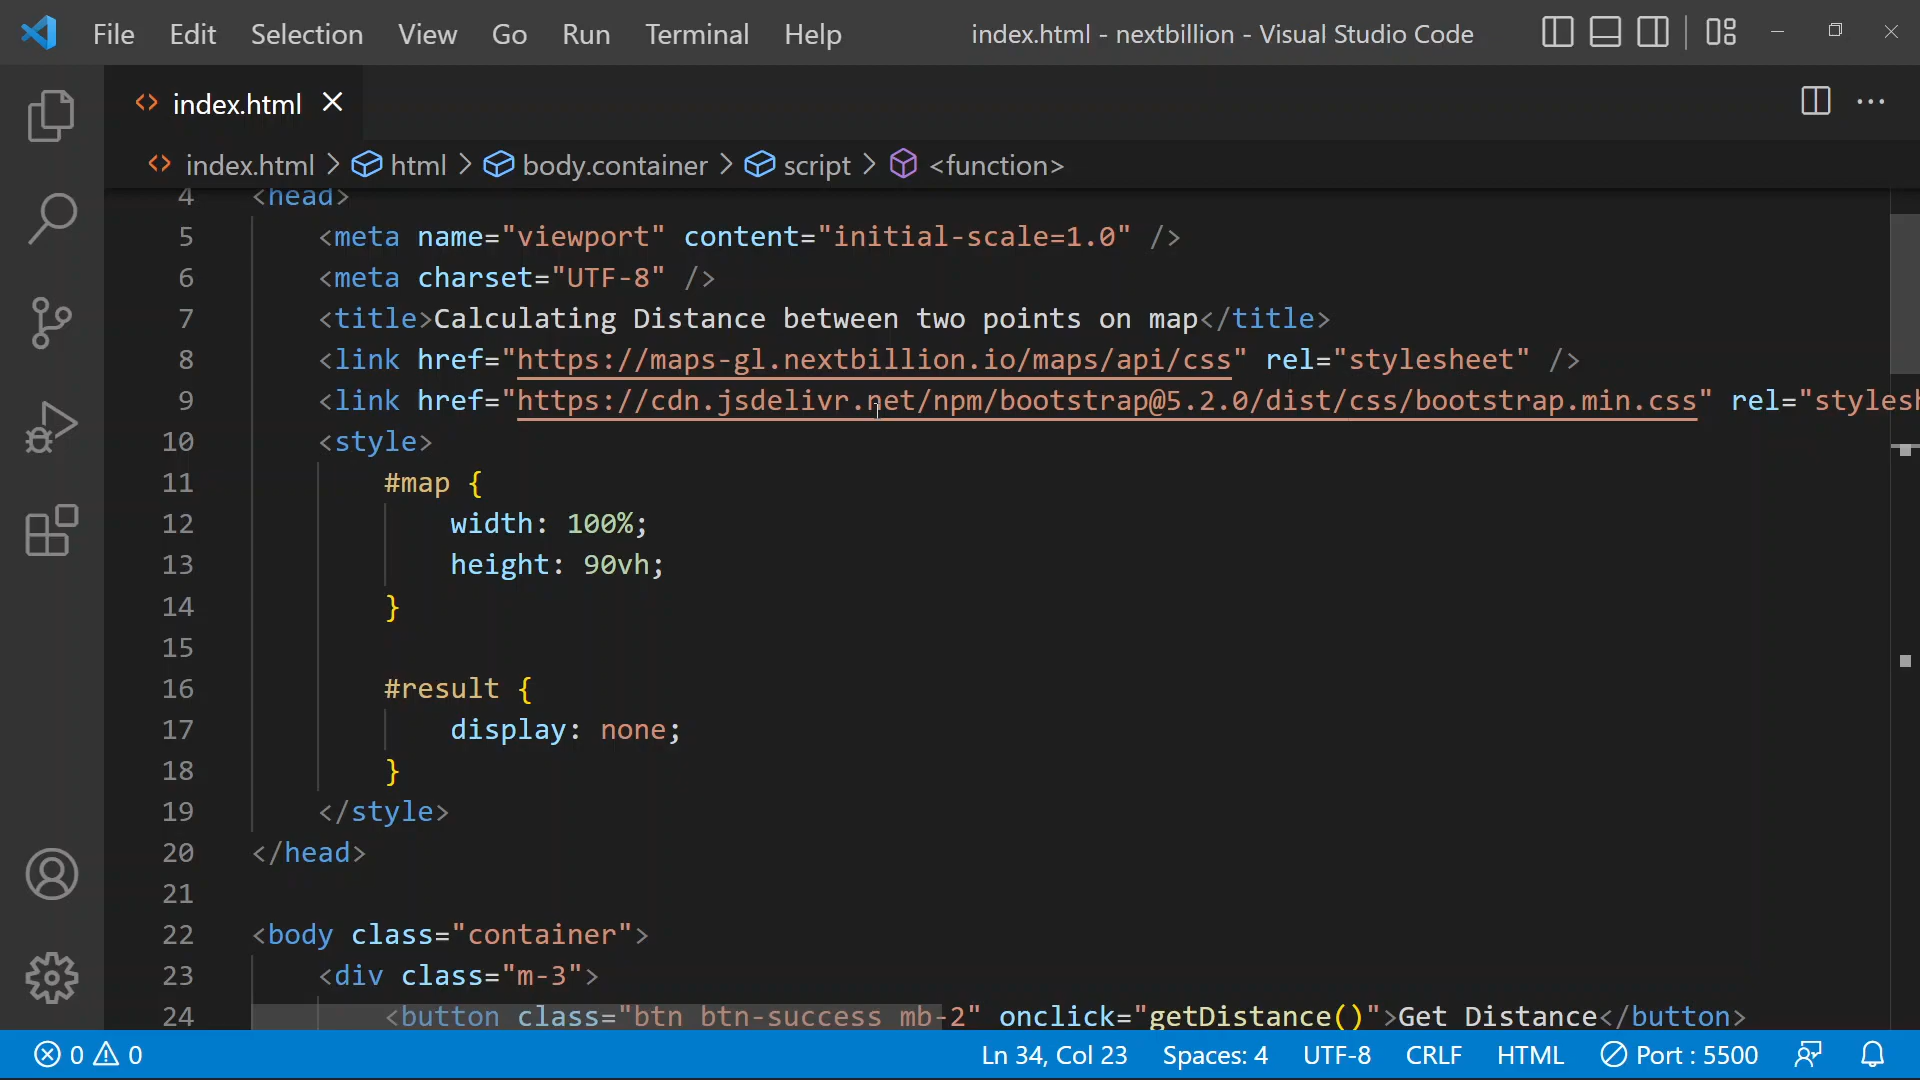 File Edit Selection View Go Run Terminal Help index.html - nextbillion - Visual Studio Code
index.html
index.html > html > body.container > script > <function>
4 <head>
5 <meta name="viewport" content="initial-scale=1.0" />
6 <meta charset="UTF-8" />
7 <title>Calculating Distance between two points on map</title>
8 <link href="https://maps-gl.nextbillion.io/maps/api/css" rel="stylesheet" />
9 <link href="https://cdn.jsdelivr.net/npm/bootstrap@5.2.0/dist/css/bootstrap.min.css" rel="stylesh
10 <style>
11 #map {
12 width: 100%;
13 height: 90vh;
14 }
15
16 #result {
17 display: none;
18 }
19 </style>
20 </head>
21
22 <body class="container">
23 <div class="m-3">
24 <button class="btn btn-success mb-2" onclick="getDistance()">Get Distance</button>
0 0 Ln 34, Col 23 Spaces: 4 UTF-8 CRLF HTML Port : 5500